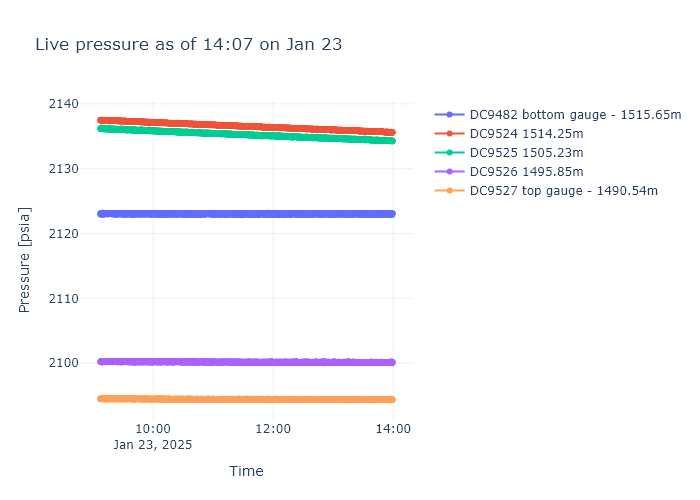 Live pressure as of 14:07 on Jan 23
2140
2130
2120
2110
2100
Pressure [psia]
10:00
Jan 23, 2025
12:00
14:00
Time
DC9482 bottom gauge - 1515.65m
DC9524 1514.25m
DC9525 1505.23m
DC9526 1495.85m
DC9527 top gauge - 1490.54m